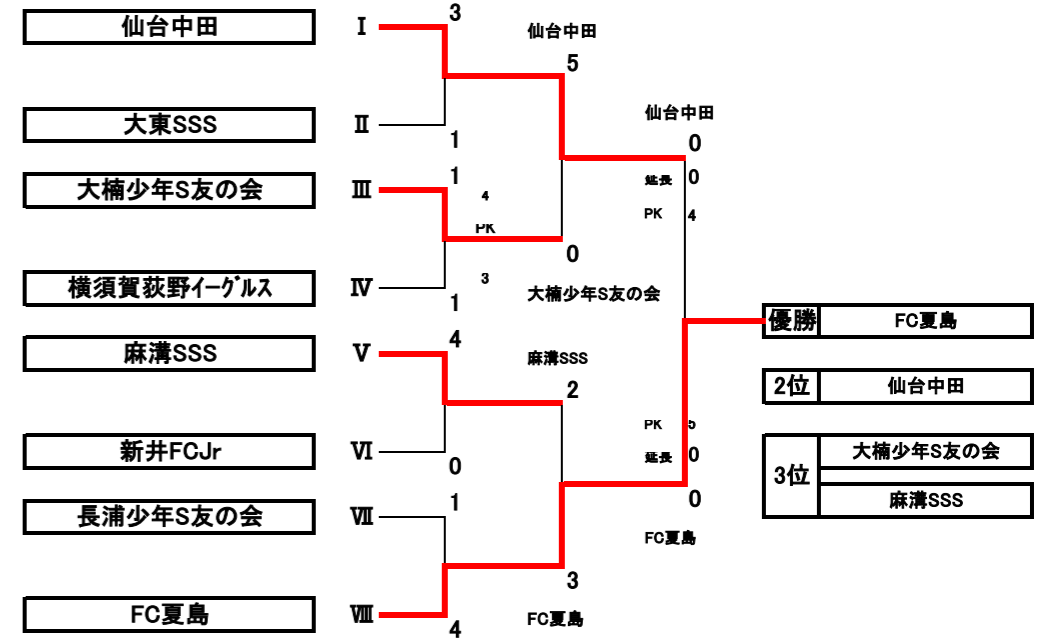 仙台中田 Ⅰ 3
仙台中田
5
大東SSS Ⅱ 1
仙台中田
0
大楠少年S友の会 Ⅲ 1
4
PK
延長 0
PK 4
0
横須賀荻野イーグルス Ⅳ 1
3
大楠少年S友の会
優勝 FC夏島
麻溝SSS Ⅴ 4
麻溝SSS
2
2位 仙台中田
新井FCJr Ⅵ 0
PK 5
延長 0
0
3位 大楠少年S友の会
麻溝SSS
長浦少年S友の会 Ⅶ 1
FC夏島
3
FC夏島 Ⅷ 4
FC夏島